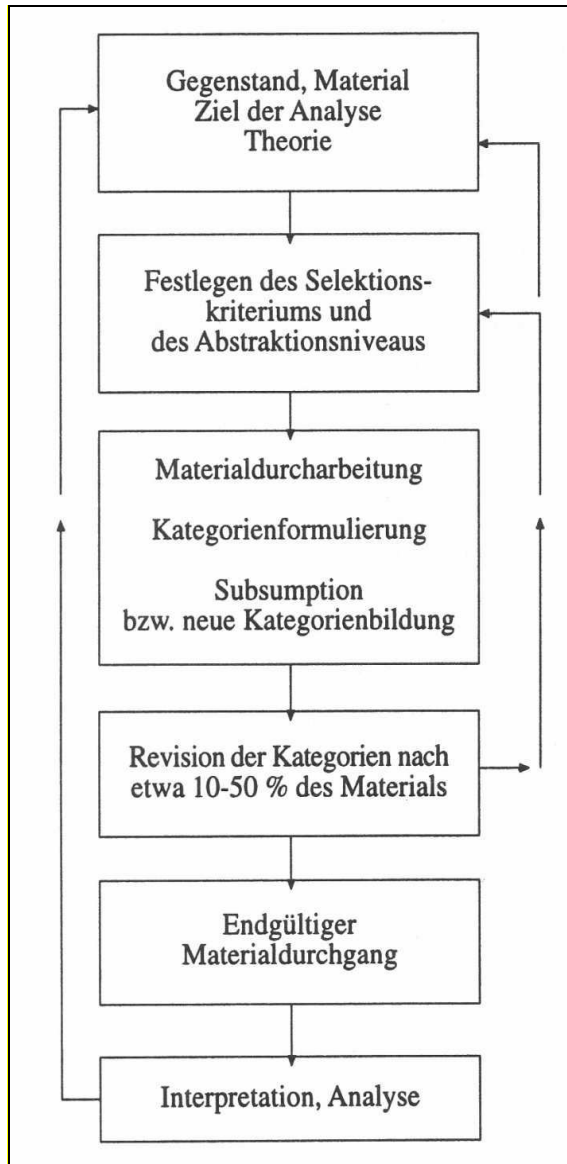 Gegenstand, Material
Ziel der Analyse
Theorie
Festlegen des Selektions-
kriteriums und
des Abstraktionsniveaus
Materialdurcharbeitung
Kategorienformulierung
Subsumption
bzw. neue Kategorienbildung
Revision der Kategorien nach
etwa 10-50 % des Materials
Endgültiger
Materialdurchgang
Interpretation, Analyse